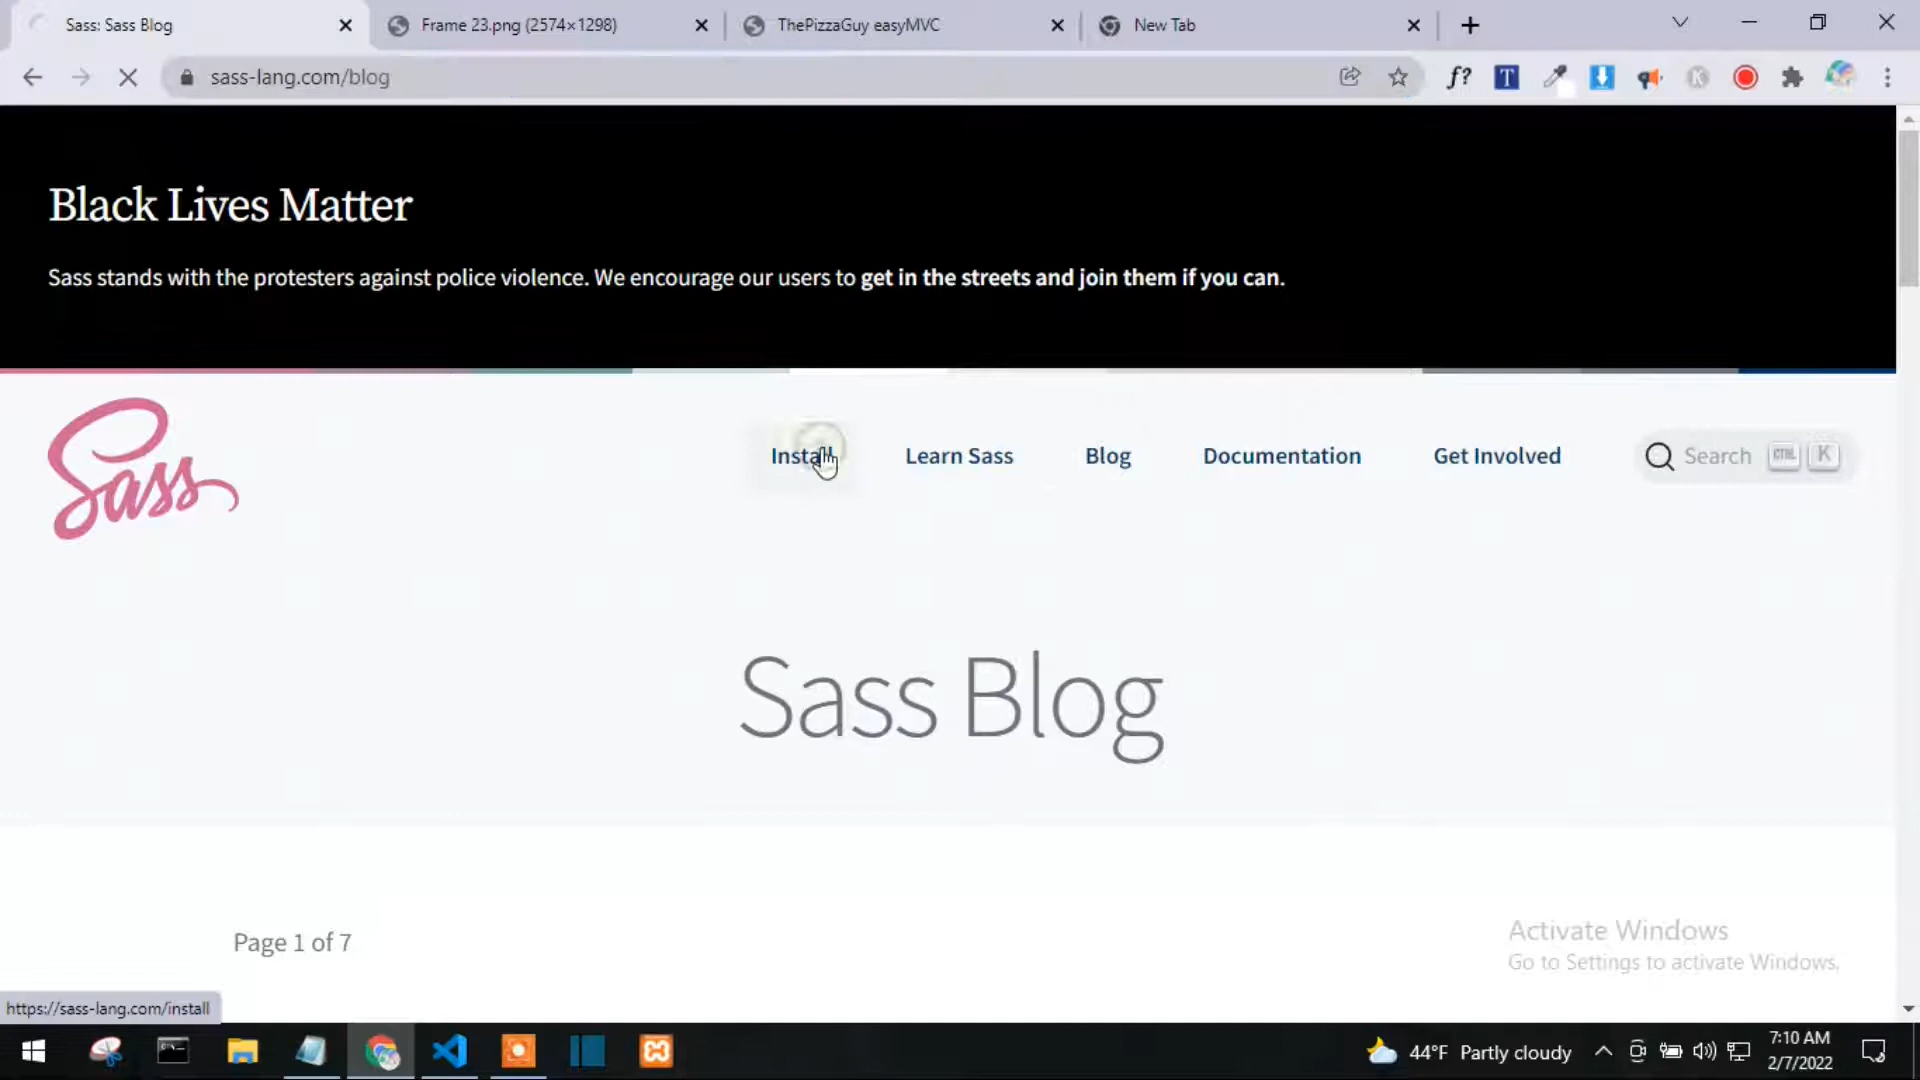 Sass: Sass Blog
Frame 23.png (2574×1298)
ThePizzaGuy easyMVC
New Tab
sass-lang.com/blog
f?
T
K
Black Lives Matter
Sass stands with the protesters against police violence. We encourage our users to get in the streets and join them if you can.
Sass
Install
Learn Sass
Blog
Documentation
Get Involved
Search
CTRL
K
Sass Blog
Page 1 of 7
Activate Windows
Go to Settings to activate Windows.
https://sass-lang.com/install
44°F Partly cloudy
7:10 AM
2/7/2022